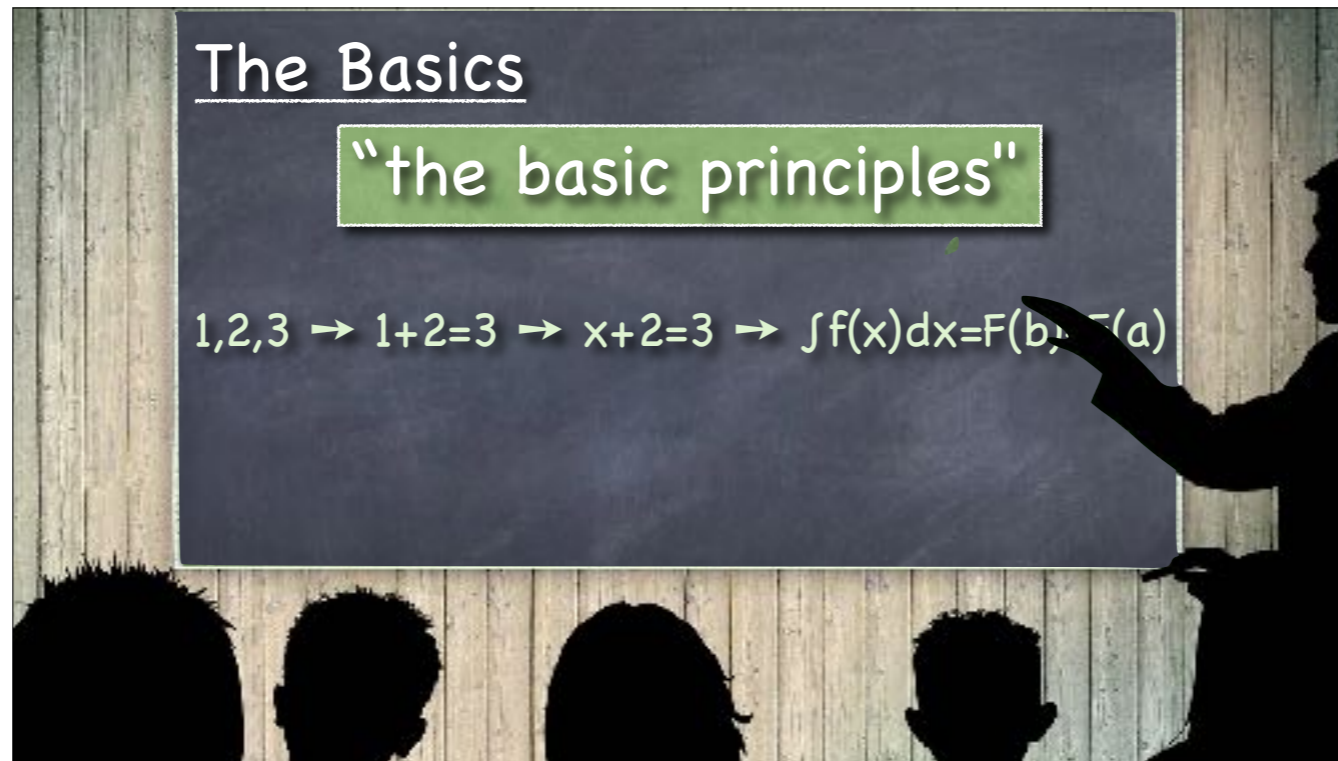 The Basics
“the basic principles"
1,2,3 → 1+2=3 → x+2=3 → ∫f(x)dx=F(b)-F(a)